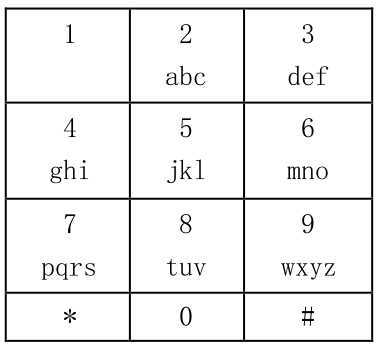 1 2 3
abc def
4 5 6
ghi jkl mno
7 8 9
pqrs tuv wxyz
* 0 #